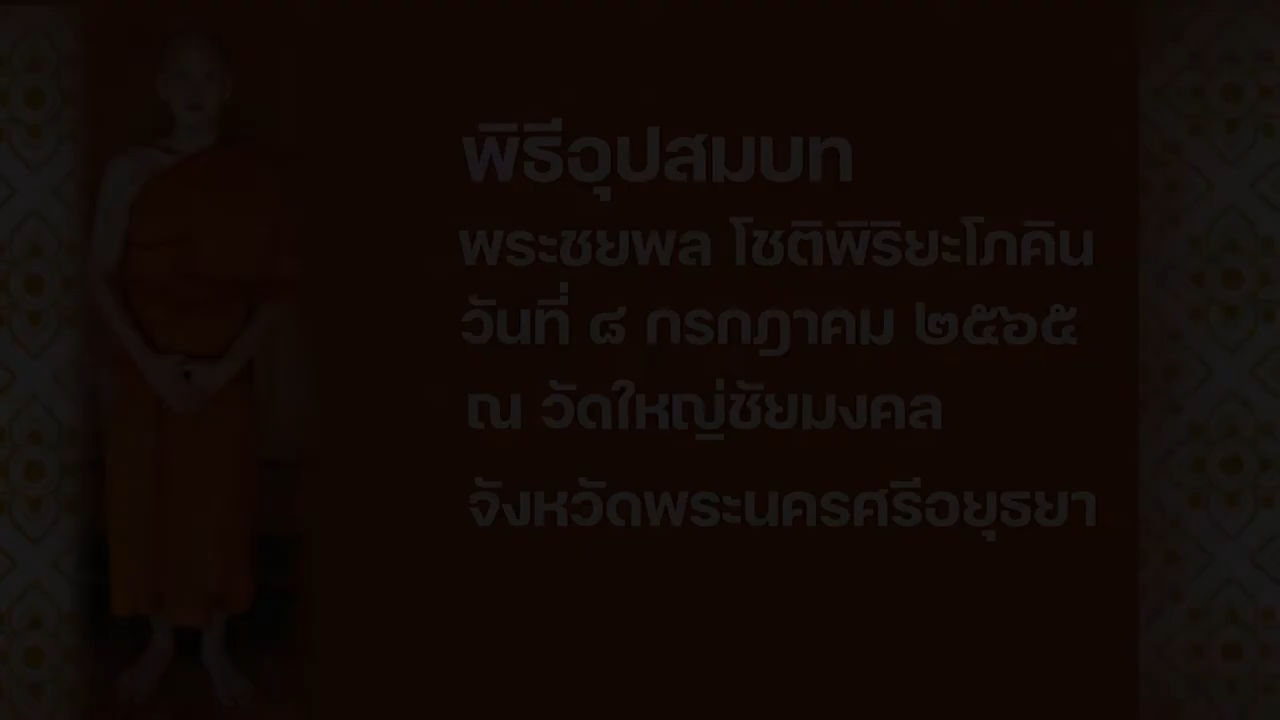 พิธีอุปสมบท
พระชยพล โชติพิริยะโภคิน
วันที่ ๘ กรกฎาคม ๒๕๖๕
ณ วัดใหญ่ชัยมงคล
จังหวัดพระนครศรีอยุธยา